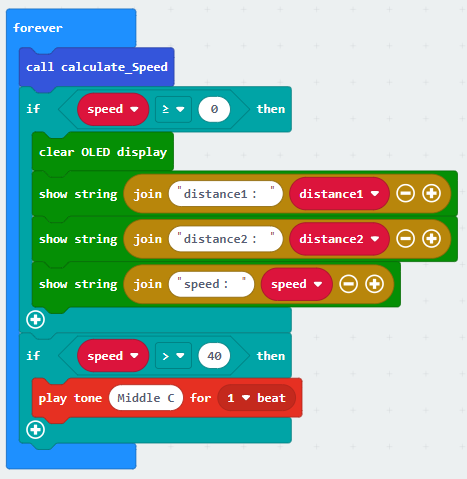 forever
call calculate_Speed
if speed ≥ 0 then
clear OLED display
show string join "distance1: " distance1
show string join "distance2: " distance2
show string join "speed: " speed
if speed > 40 then
play tone Middle C for 1 beat